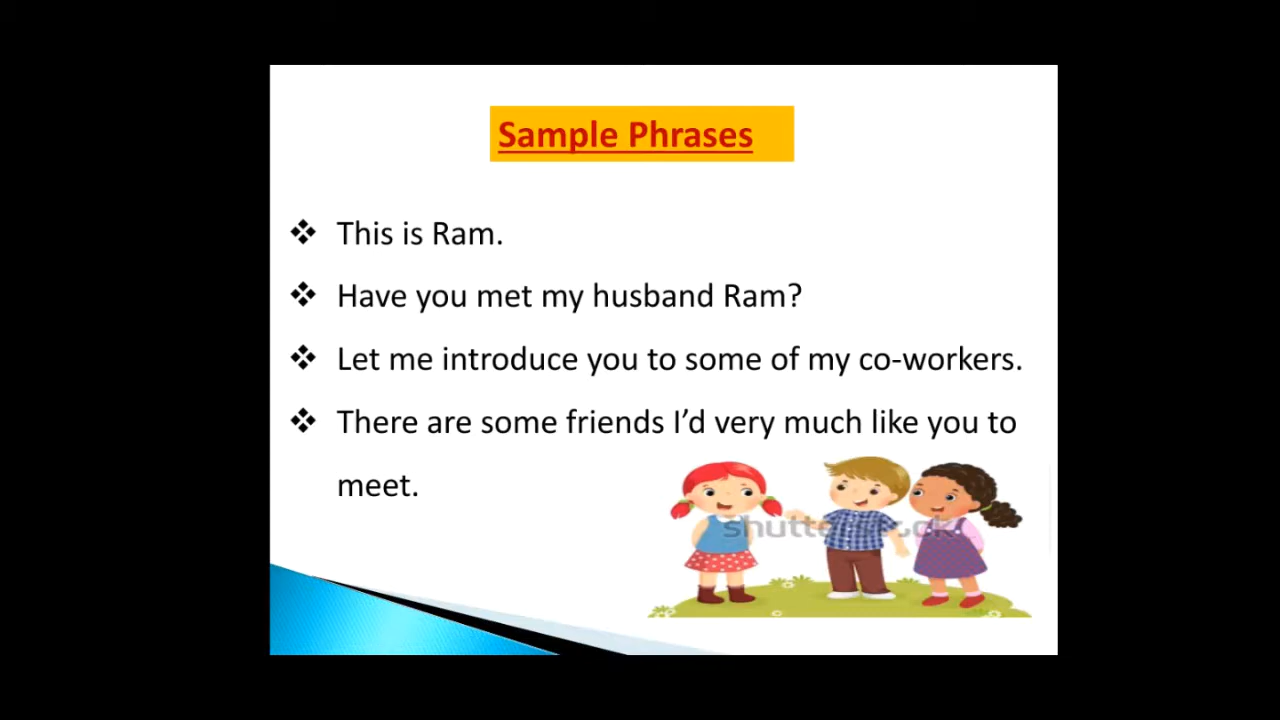 Sample Phrases
❖ This is Ram.
❖ Have you met my husband Ram?
❖ Let me introduce you to some of my co-workers.
❖ There are some friends I’d very much like you to
meet.
shutterstock